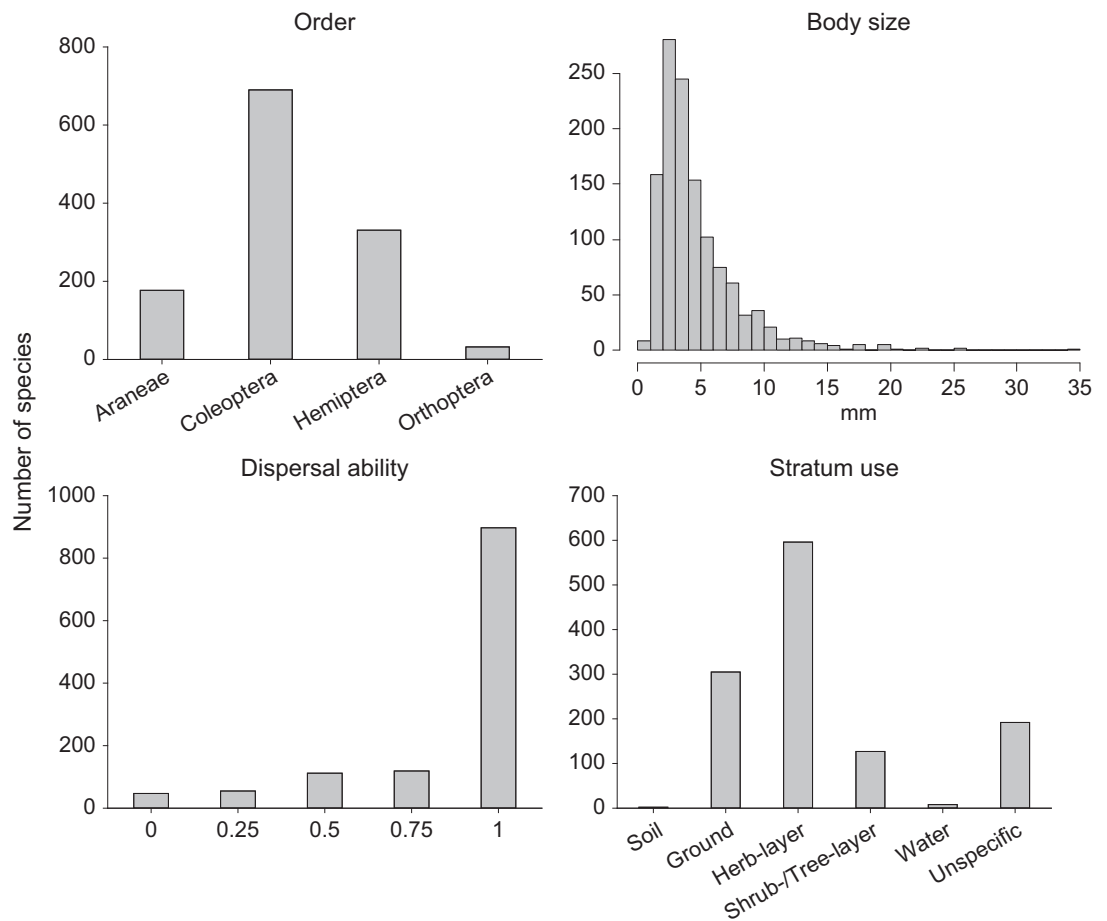 Number of species
Order
800
600
400
200
0
Araneae
Coleoptera
Hemiptera
Orthoptera
Body size
250
200
150
100
50
0
0 5 10 15 20 25 30 35
mm
Dispersal ability
1000
800
600
400
200
0
0 0.25 0.5 0.75 1
Stratum use
700
600
500
400
300
200
100
0
Soil
Ground
Herb-layer
Shrub-/Tree-layer
Water
Unspecific